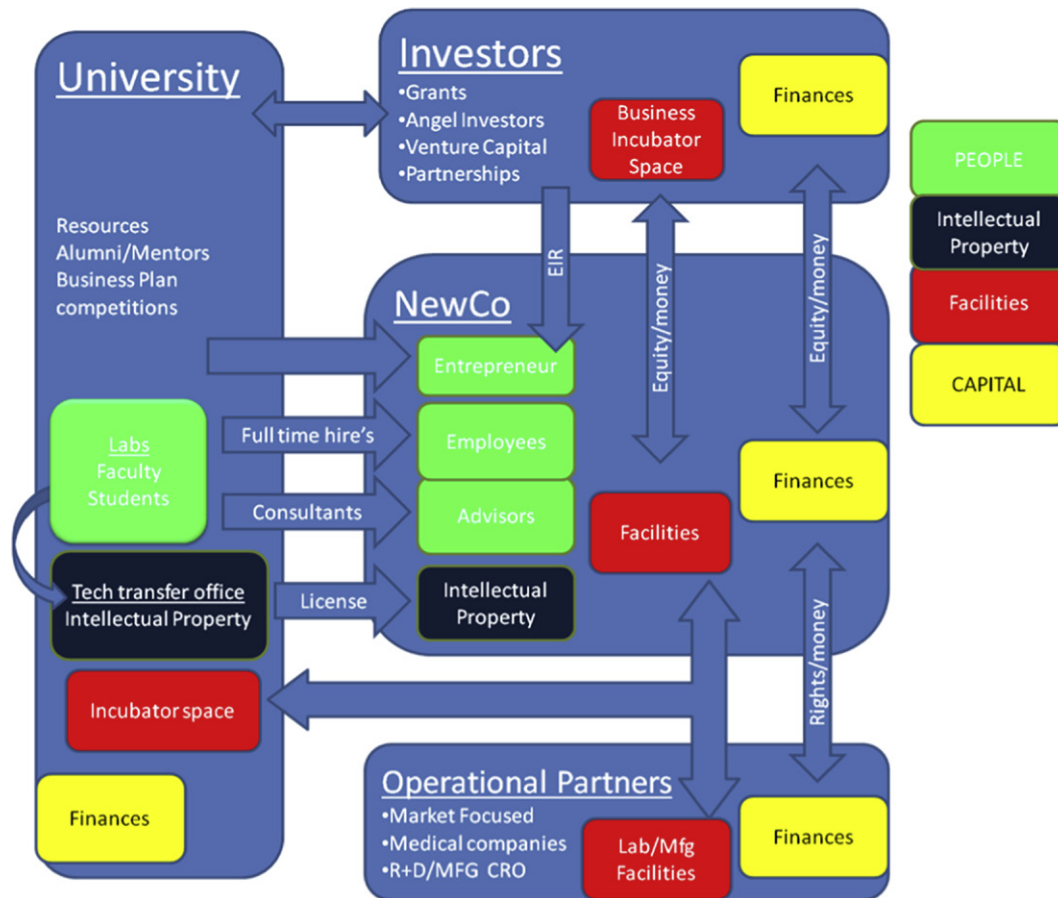 University
Resources
Alumni/Mentors
Business Plan
competitions
Labs
Faculty
Students
Tech transfer office
Intellectual Property
Incubator space
Finances
Investors
•Grants
•Angel Investors
•Venture Capital
•Partnerships
Business
Incubator
Space
Finances
EIR
Equity/money
Equity/money
NewCo
Entrepreneur
Full time hire's
Employees
Consultants
Advisors
License
Intellectual
Property
Facilities
Finances
Rights/money
Operational Partners
•Market Focused
•Medical companies
•R+D/MFG CRO
Lab/Mfg
Facilities
Finances
PEOPLE
Intellectual
Property
Facilities
CAPITAL